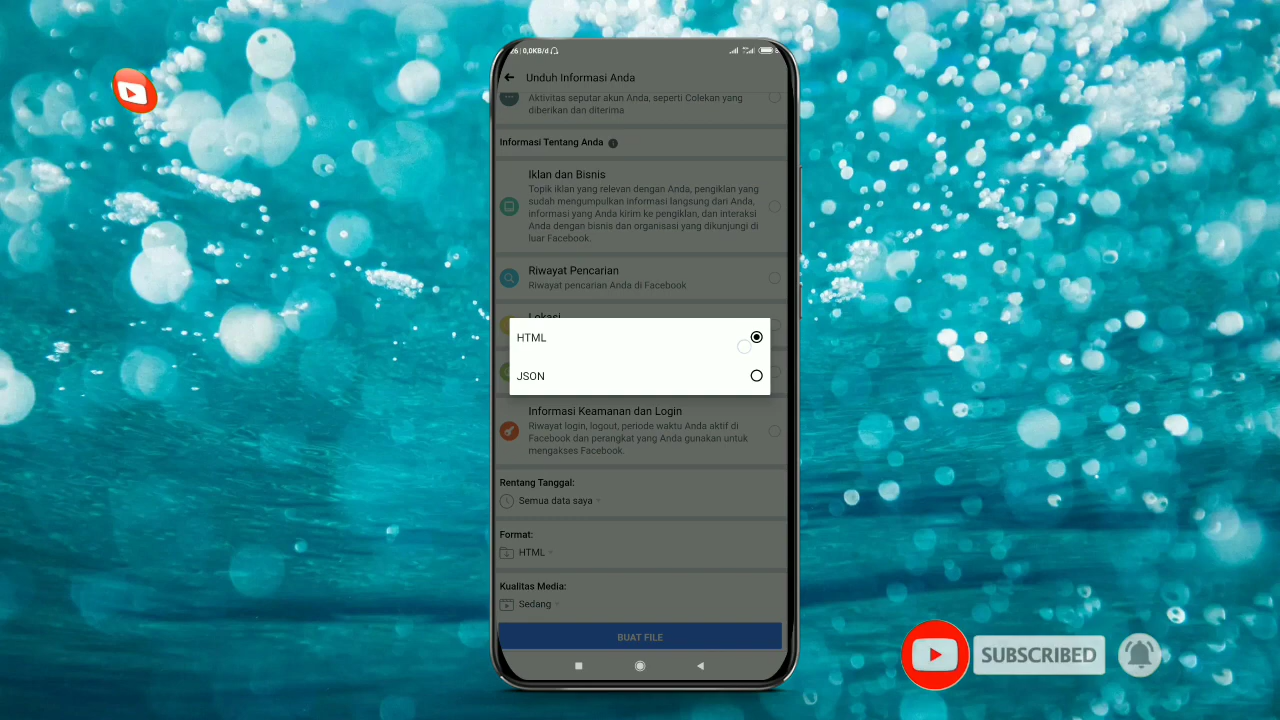 26 | 0,0KB/d
Unduh Informasi Anda
Aktivitas seputar akun Anda, seperti Colekan yang
diberikan dan diterima
Informasi Tentang Anda
Iklan dan Bisnis
Topik iklan yang relevan dengan Anda, pengiklan yang
sudah mengumpulkan informasi langsung dari Anda,
informasi yang Anda kirim ke pengiklan, dan interaksi
Anda dengan bisnis dan organisasi yang dikunjungi di
luar Facebook.
Riwayat Pencarian
Riwayat pencarian Anda di Facebook
Lokasi
HTML
JSON
Informasi Keamanan dan Login
Riwayat login, logout, periode waktu Anda aktif di
Facebook dan perangkat yang Anda gunakan untuk
mengakses Facebook.
Rentang Tanggal:
Semua data saya
Format:
HTML
Kualitas Media:
Sedang
BUAT FILE
SUBSCRIBED